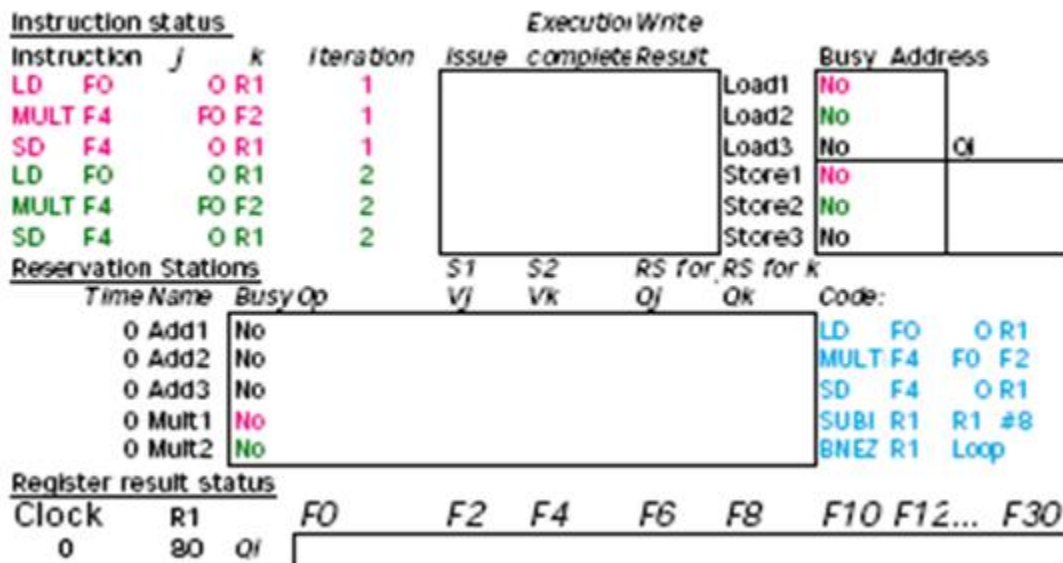 Instruction status Execution Write
Instruction j k Iteration Issue complete Result Busy Address
LD F0 0 R1 1 Load1 No
MULT F4 F0 F2 1 Load2 No
SD F4 0 R1 1 Load3 No Qi
LD F0 0 R1 2 Store1 No
MULT F4 F0 F2 2 Store2 No
SD F4 0 R1 2 Store3 No
Reservation Stations S1 S2 RS for RS for k
Time Name Busy Op Vj Vk Qj Qk Code:
0 Add1 No LD F0 0 R1
0 Add2 No MULT F4 F0 F2
0 Add3 No SD F4 0 R1
0 Mult1 No SUBI R1 R1 #8
0 Mult2 No BNEZ R1 Loop
Register result status
Clock R1 F0 F2 F4 F6 F8 F10 F12... F30
0 80 Qi